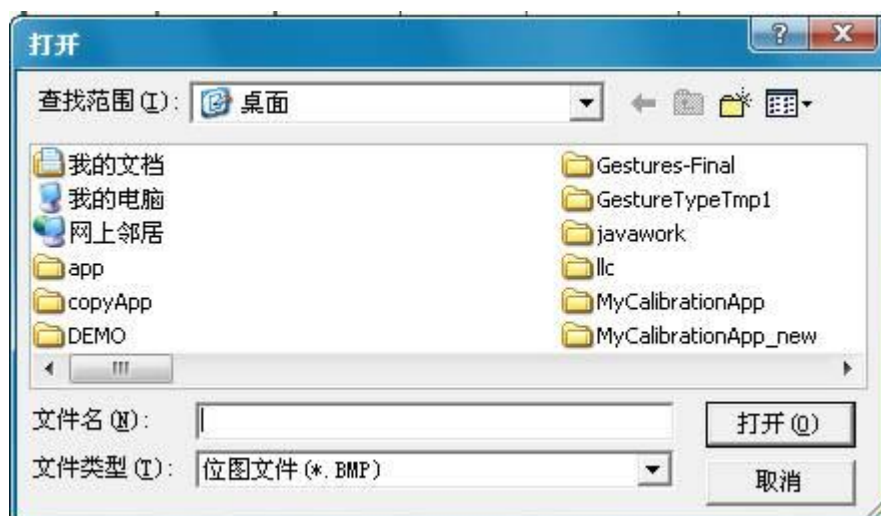 打开
查找范围(I): 桌面
我的文档
我的电脑
网上邻居
app
copyApp
DEMO
Gestures-Final
GestureTypeTmp1
javawork
llc
MyCalibrationApp
MyCalibrationApp_new
文件名(N):
打开(O)
文件类型(T): 位图文件(*.BMP)
取消